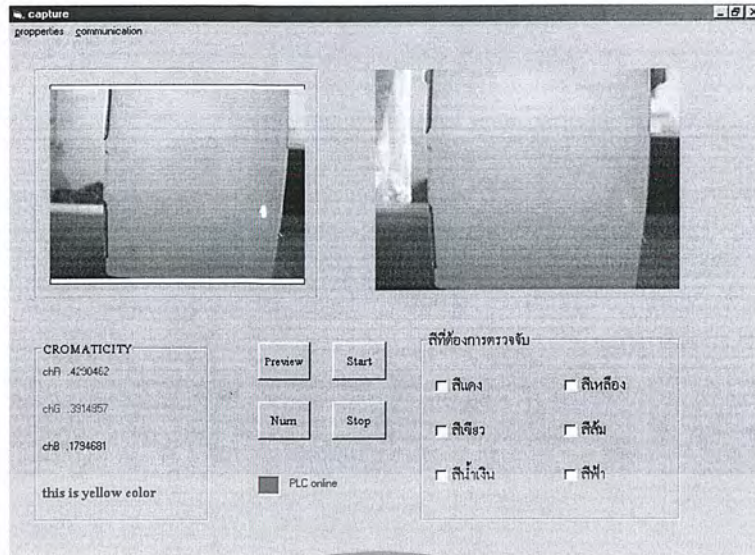 capture
propperties communication
CROMATICITY
chR .4290462
chG .3914857
chB .1794681
this is yellow color
Preview Start
Num Stop
PLC online
สีที่ต้องการตรวจจับ
สีแดง สีเหลือง
สีเขียว สีส้ม
สีน้ำเงิน สีฟ้า